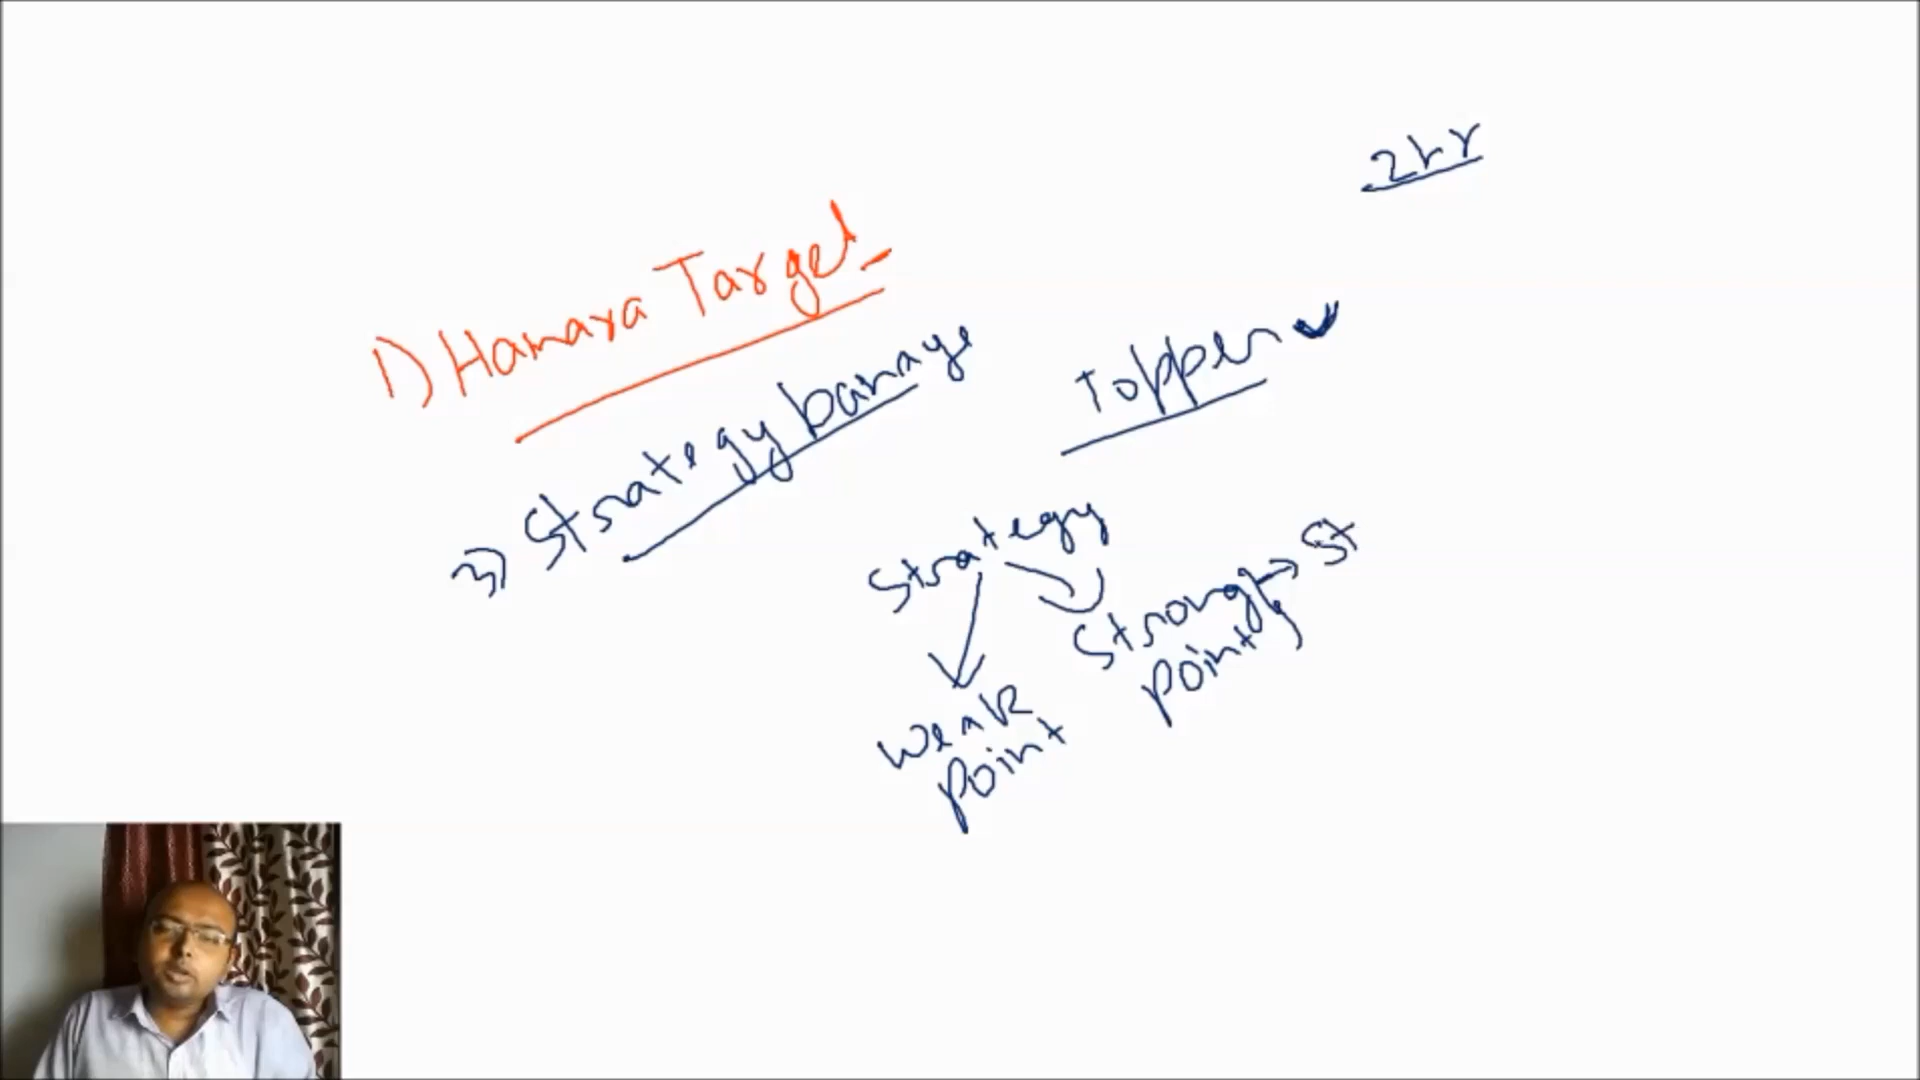 2hr
1) Hamara Target
2) Strategy banaye
Topper
Strategy
Strong → St
point
Weak
point